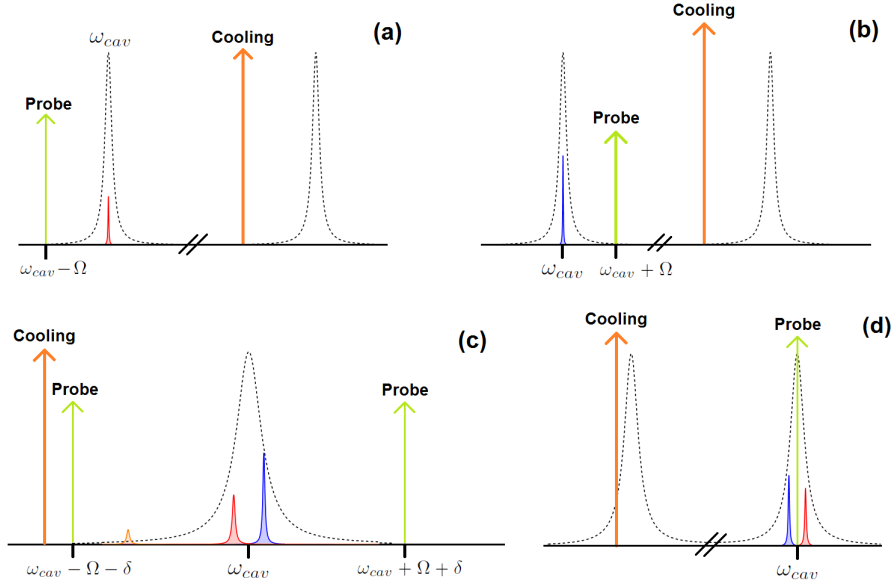 (a)
ω_cav
Cooling
Probe
ω_cav − Ω
(b)
Cooling
Probe
ω_cav
ω_cav + Ω
(c)
Cooling
Probe
Probe
ω_cav − Ω − δ
ω_cav
ω_cav + Ω + δ
(d)
Cooling
Probe
ω_cav